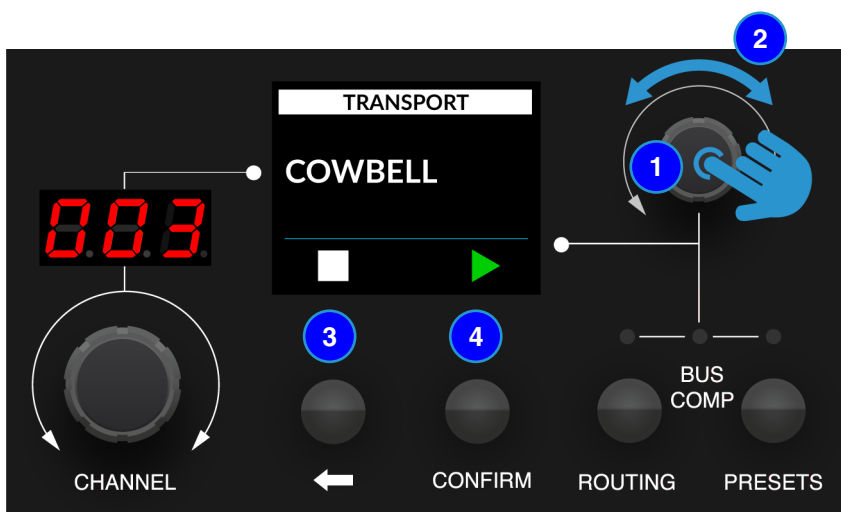 2
TRANSPORT
1
COWBELL
003
3
4
BUS
COMP
CHANNEL
CONFIRM
ROUTING
PRESETS